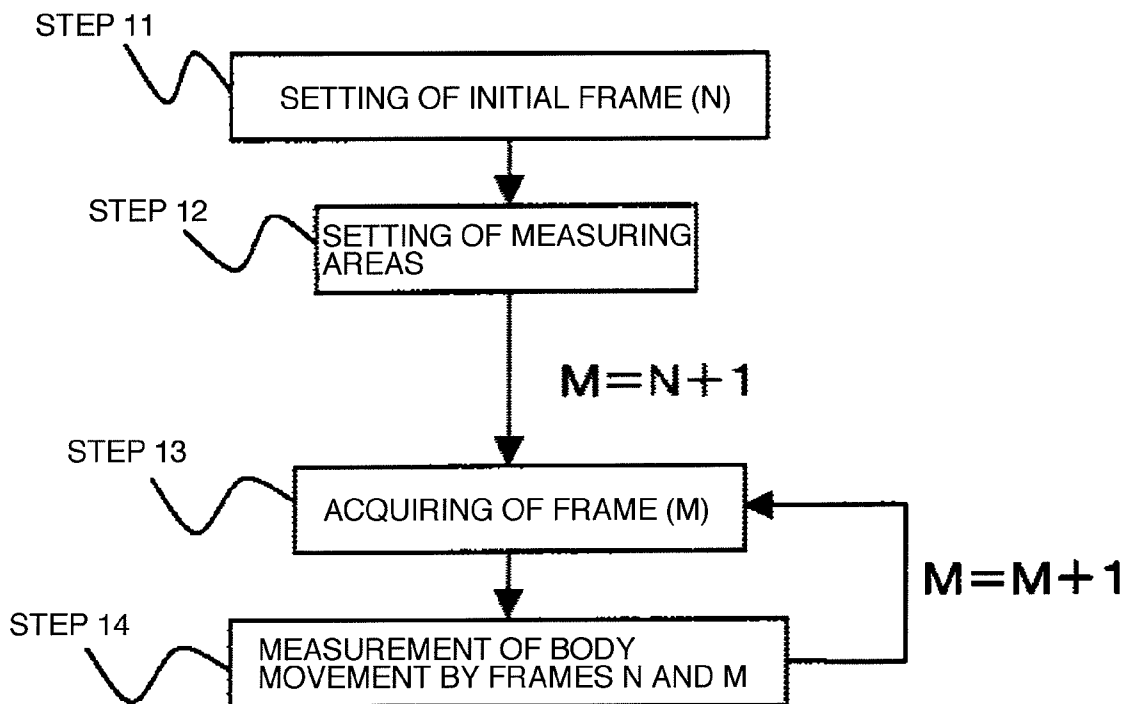 STEP 11
SETTING OF INITIAL FRAME (N)
STEP 12
SETTING OF MEASURING
AREAS
M=N+1
STEP 13
ACQUIRING OF FRAME (M)
M=M+1
STEP 14
MEASUREMENT OF BODY
MOVEMENT BY FRAMES N AND M